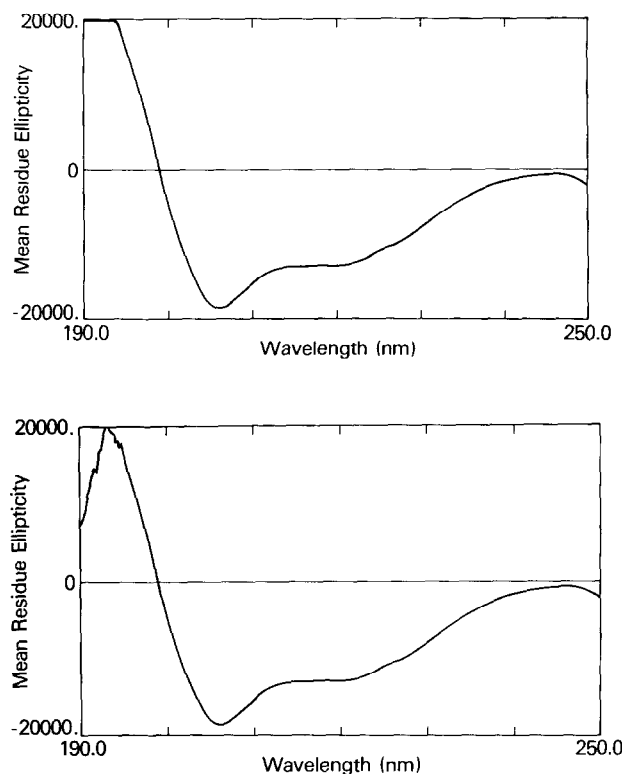 20000.
Mean Residue Ellipticity
0
-20000.
190.0
250.0
Wavelength (nm)
20000.
Mean Residue Ellipticity
0
-20000.
190.0
250.0
Wavelength (nm)